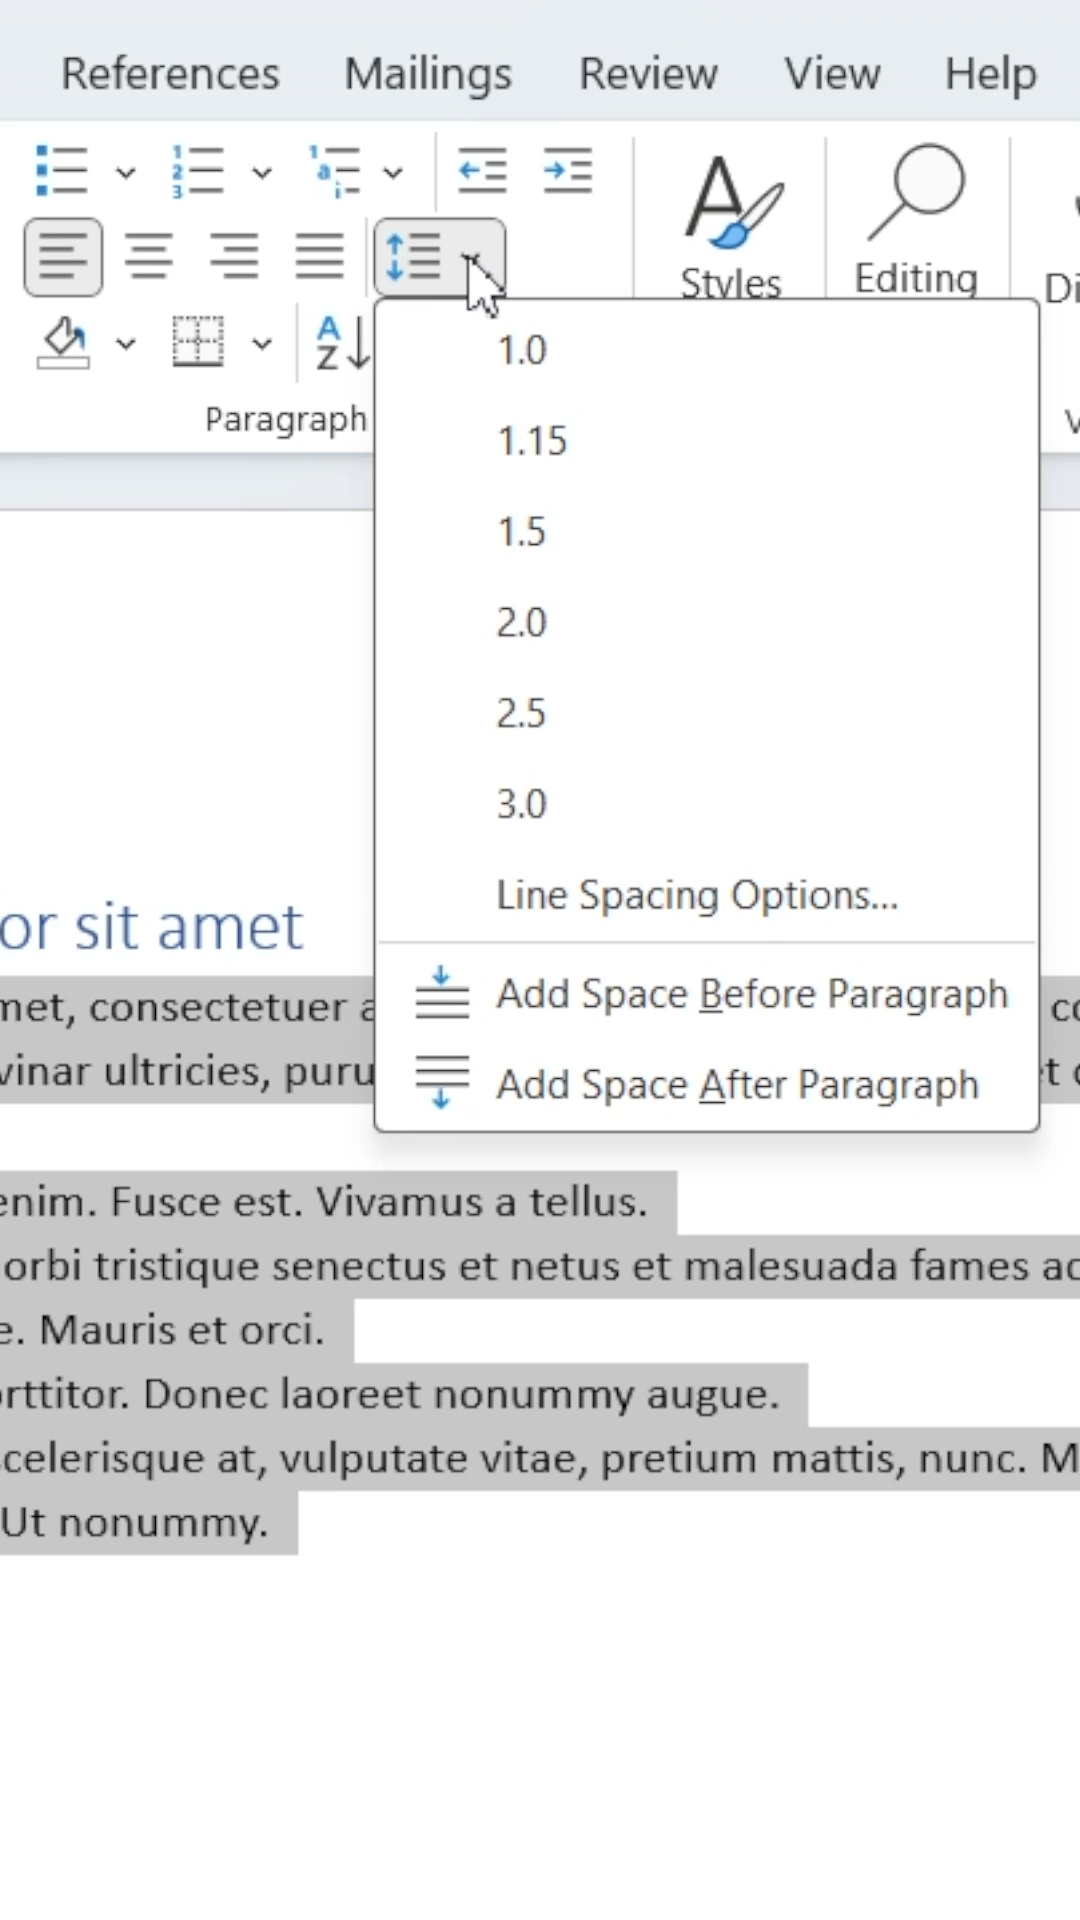 References Mailings Review View Help
Styles Editing
Paragraph
1.0
1.15
1.5
2.0
2.5
3.0
Line Spacing Options...
or sit amet
Add Space Before Paragraph
met, consectetuer a
vinar ultricies, puru
Add Space After Paragraph
enim. Fusce est. Vivamus a tellus.
orbi tristique senectus et netus et malesuada fames ac
e. Mauris et orci.
orttitor. Donec laoreet nonummy augue.
scelerisque at, vulputate vitae, pretium mattis, nunc. M
Ut nonummy.